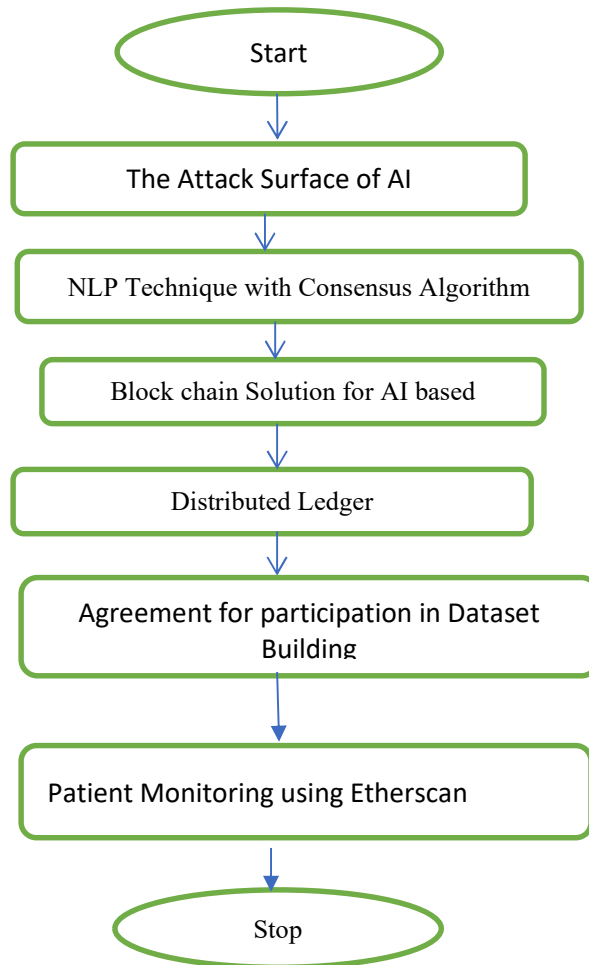 Start
The Attack Surface of AI
NLP Technique with Consensus Algorithm
Block chain Solution for AI based
Distributed Ledger
Agreement for participation in Dataset
Building
Patient Monitoring using Etherscan
Stop